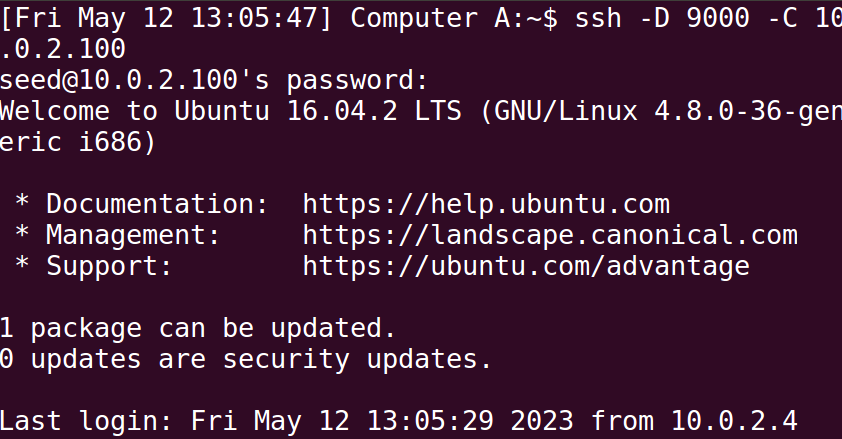 [Fri May 12 13:05:47] Computer A:~$ ssh -D 9000 -C 10
.0.2.100
seed@10.0.2.100's password:
Welcome to Ubuntu 16.04.2 LTS (GNU/Linux 4.8.0-36-gen
eric i686)
* Documentation:  https://help.ubuntu.com
* Management:     https://landscape.canonical.com
* Support:        https://ubuntu.com/advantage
1 package can be updated.
0 updates are security updates.
Last login: Fri May 12 13:05:29 2023 from 10.0.2.4